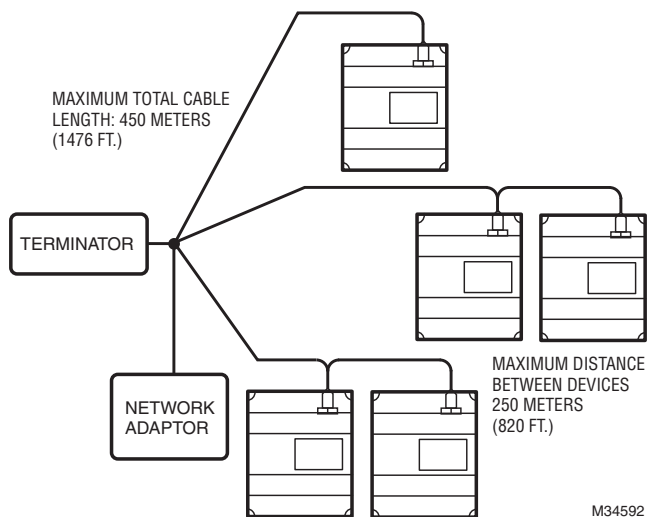 MAXIMUM TOTAL CABLE
LENGTH: 450 METERS
(1476 FT.)
TERMINATOR
NETWORK
ADAPTOR
MAXIMUM DISTANCE
BETWEEN DEVICES
250 METERS
(820 FT.)
M34592